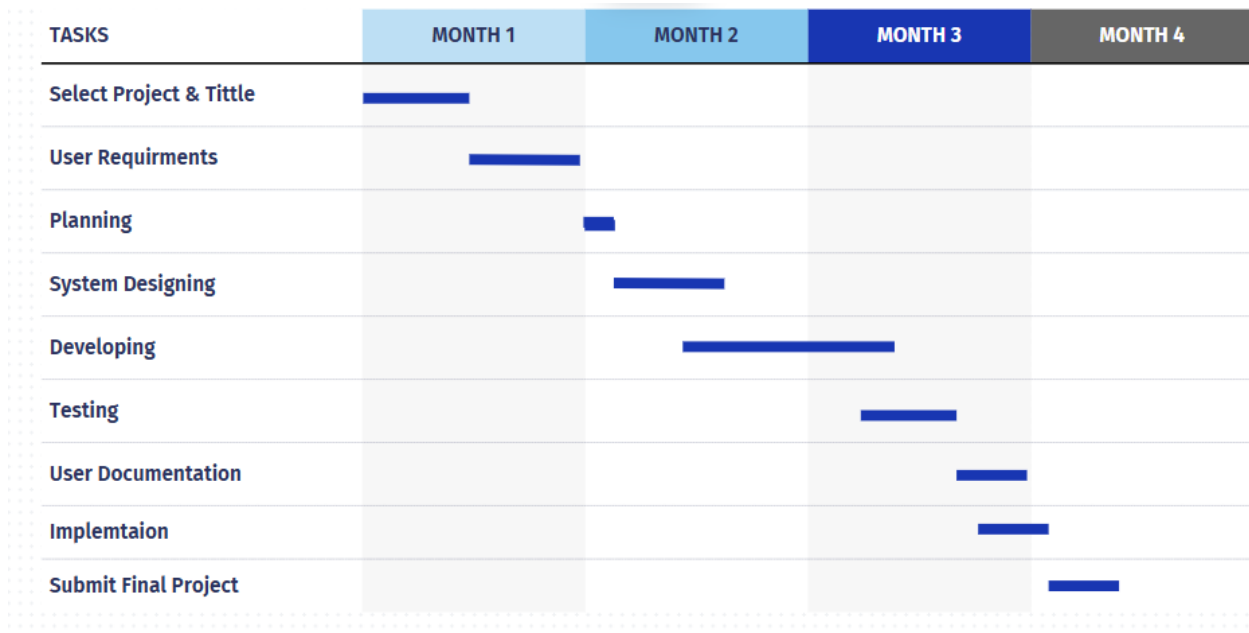 TASKS MONTH 1 MONTH 2 MONTH 3 MONTH 4
Select Project & Tittle
User Requirments
Planning
System Designing
Developing
Testing
User Documentation
Implemtaion
Submit Final Project